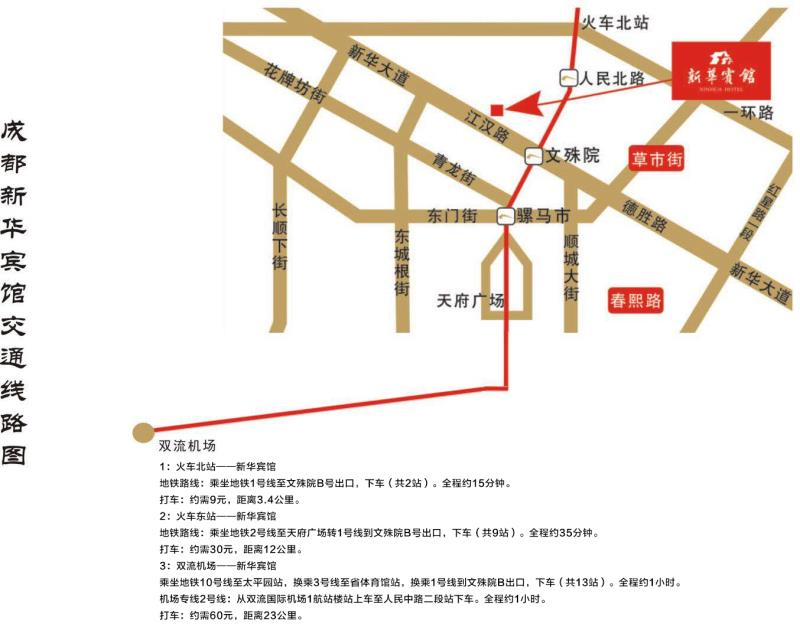 成都新华宾馆交通线路图
火车北站
新华大道
花牌坊街
人民北路
新華賓館
XINHUA HOTEL
一环路
江汉路
文殊院
草市街
青龙街
红星路一段
长顺下街
东城根街
东门街
骡马市
顺城大街
德胜路
新华大道
天府广场
春熙路
双流机场
1：火车北站——新华宾馆
地铁路线：乘坐地铁1号线至文殊院B号出口，下车（共2站）。全程约15分钟。
打车：约需9元，距离3.4公里。
2：火车东站——新华宾馆
地铁路线：乘坐地铁2号线至天府广场转1号线到文殊院B号出口，下车（共9站）。全程约35分钟。
打车：约需30元，距离12公里。
3：双流机场——新华宾馆
乘坐地铁10号线至太平园站，换乘3号线至省体育馆站，换乘1号线到文殊院B出口，下车（共13站）。全程约1小时。
机场专线2号线：从双流国际机场1航站楼站上车至人民中路二段站下车。全程约1小时。
打车：约需60元，距离23公里。